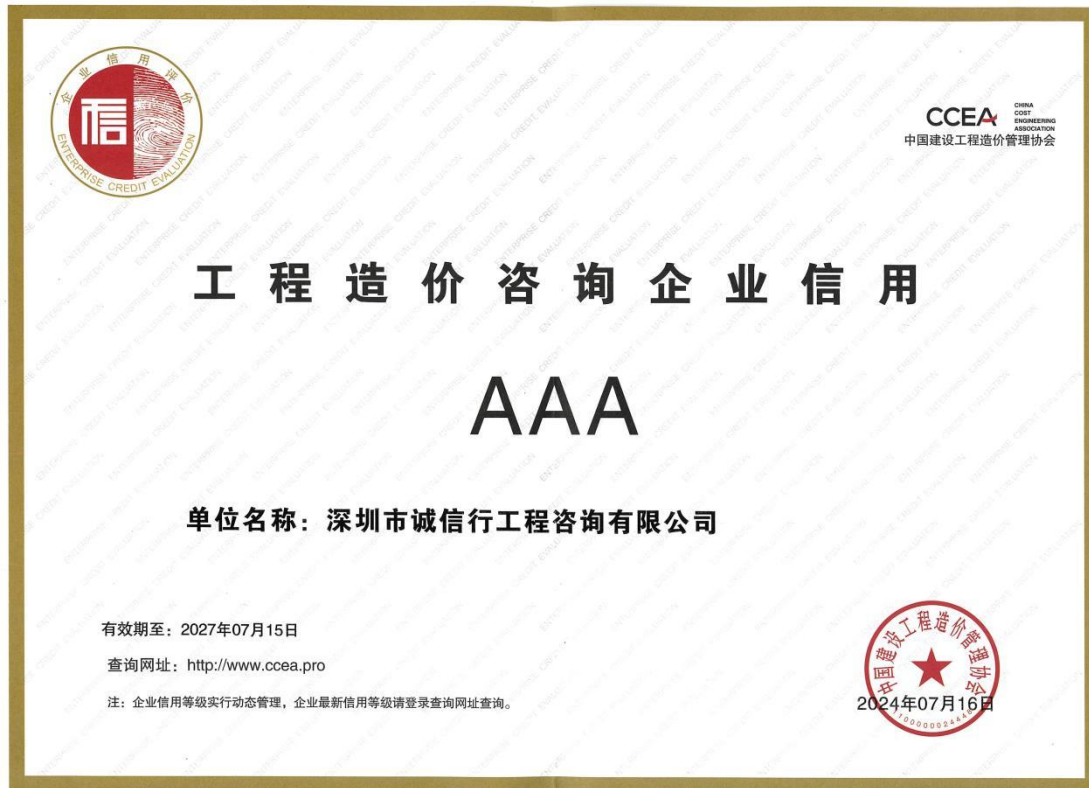 企业信用评价
信
ENTERPRISE CREDIT EVALUATION
CCEA
CHINA
COST
ENGINEERING
ASSOCIATION
中国建设工程造价管理协会
工程造价咨询企业信用
AAA
单位名称：深圳市诚信行工程咨询有限公司
有效期至：2027年07月15日
查询网址：http://www.ccea.pro
注：企业信用等级实行动态管理，企业最新信用等级请登录查询网址查询。
中国建设工程造价管理协会
2024年07月16日